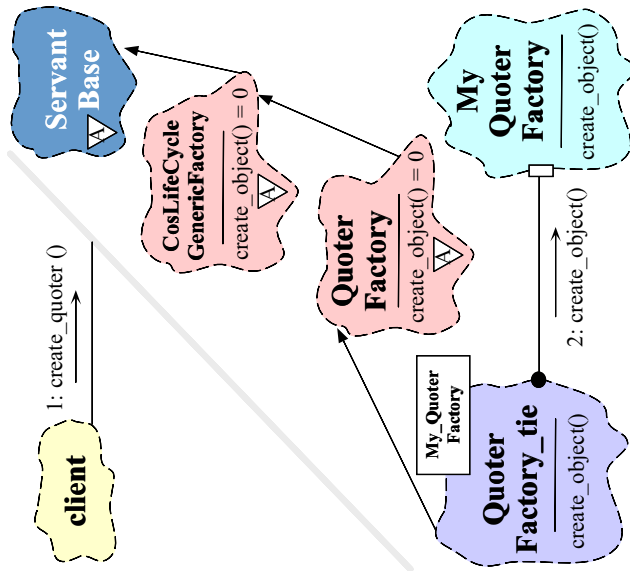 client
1: create_quoter ()
Servant
Base
A
CosLifeCycle
GenericFactory
create_object() = 0
A
Quoter
Factory
create_object() = 0
A
My_Quoter
Factory
Quoter
Factory_tie
create_object()
2: create_object()
My
Quoter
Factory
create_object()